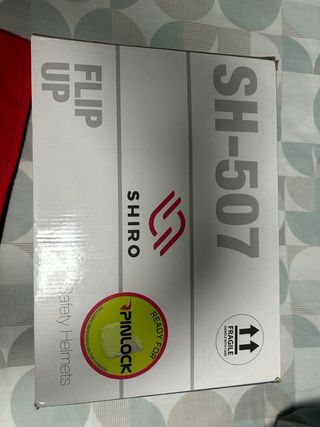 SH-507
FLIP
UP
SHIRO
Safety Helmets
READY FOR
PINLOCK
FRAGILE